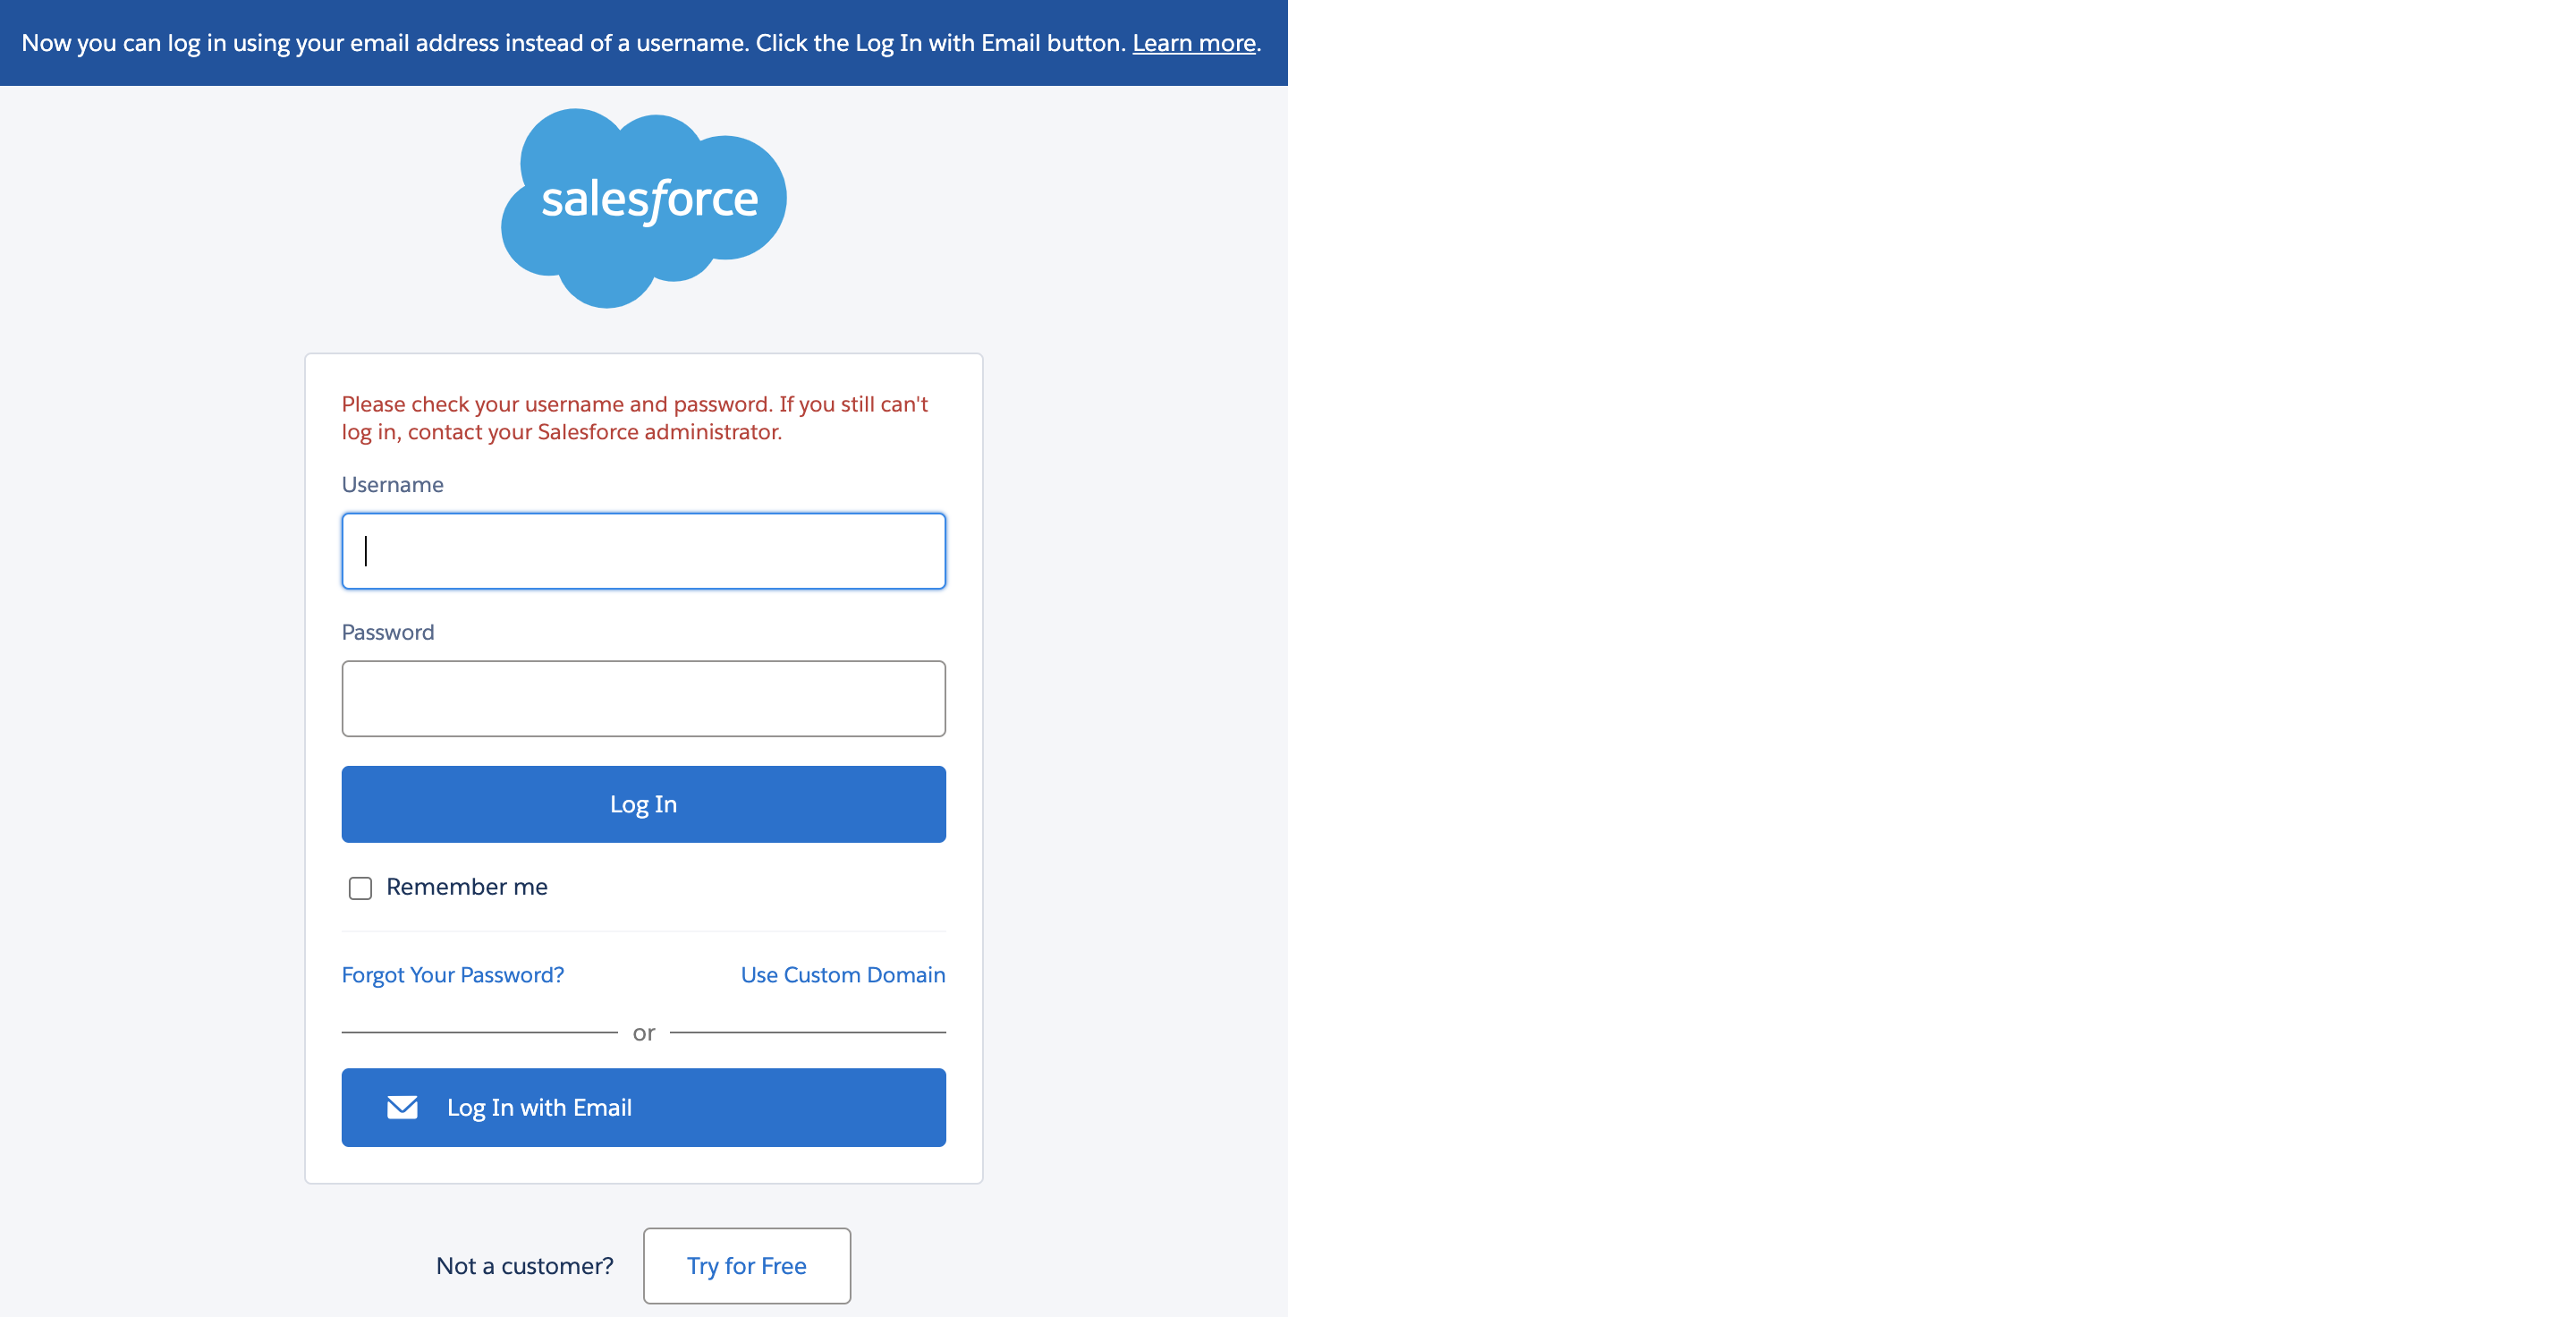 Now you can log in using your email address instead of a username. Click the Log In with Email button. Learn more.
salesforce
Please check your username and password. If you still can't
log in, contact your Salesforce administrator.
Username
Password
Log In
Remember me
Forgot Your Password?
Use Custom Domain
or
Log In with Email
Not a customer?
Try for Free